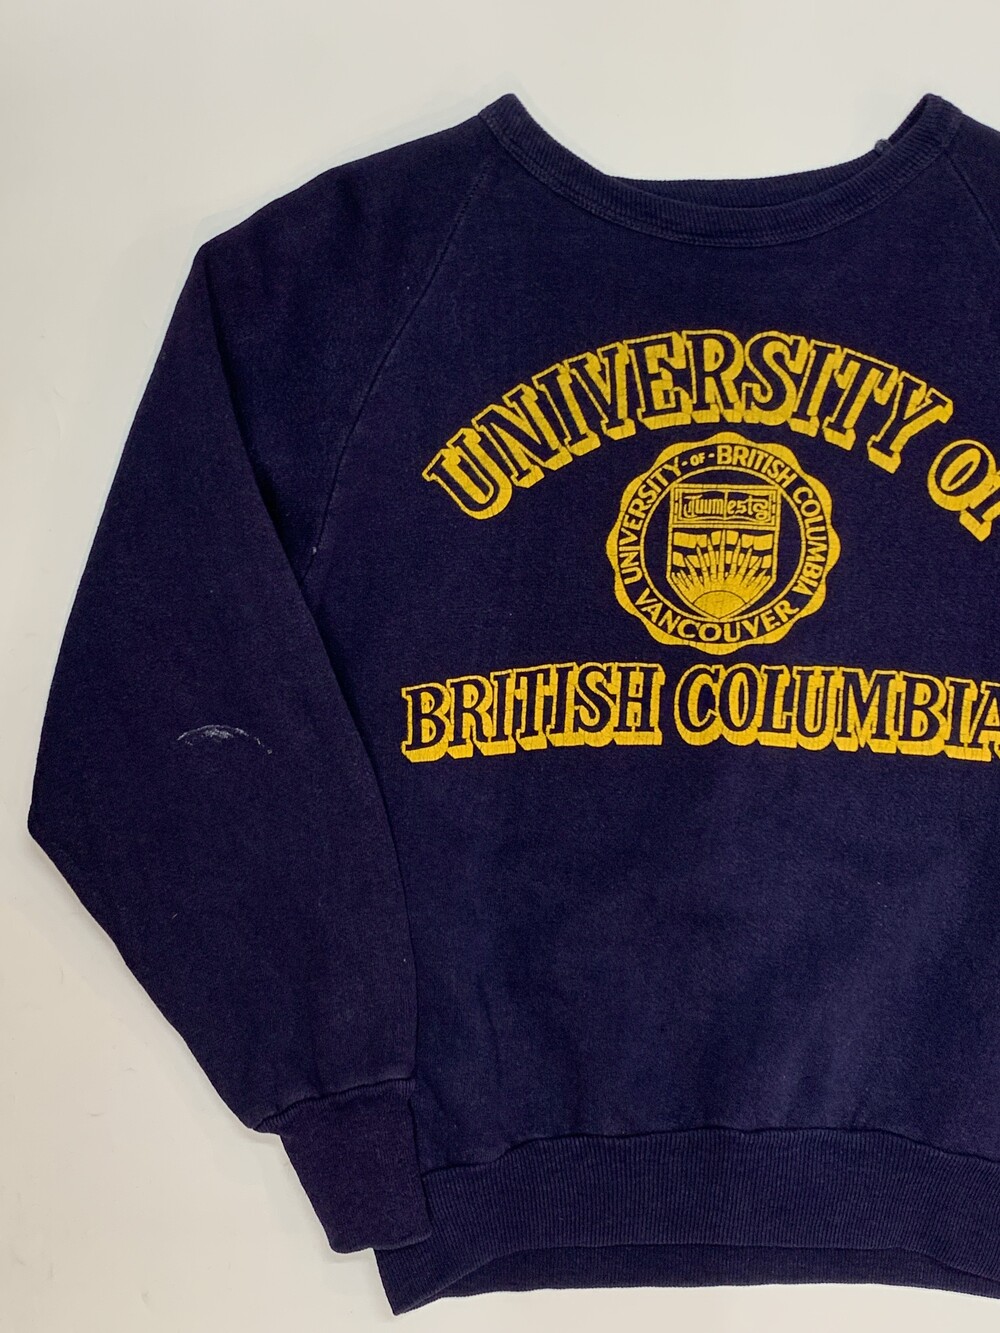 UNIVERSITY OF
UNIVERSITY-OF-BRITISH COLUMBIA
Tuum est
VANCOUVER
BRITISH COLUMBIA